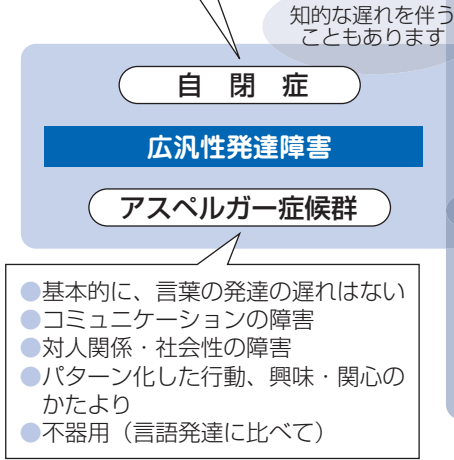 知的な遅れを伴う
こともあります
自閉症
広汎性発達障害
アスペルガー症候群
●基本的に、言葉の発達の遅れはない
●コミュニケーションの障害
●対人関係・社会性の障害
●パターン化した行動、興味・関心の
かたより
●不器用（言語発達に比べて）